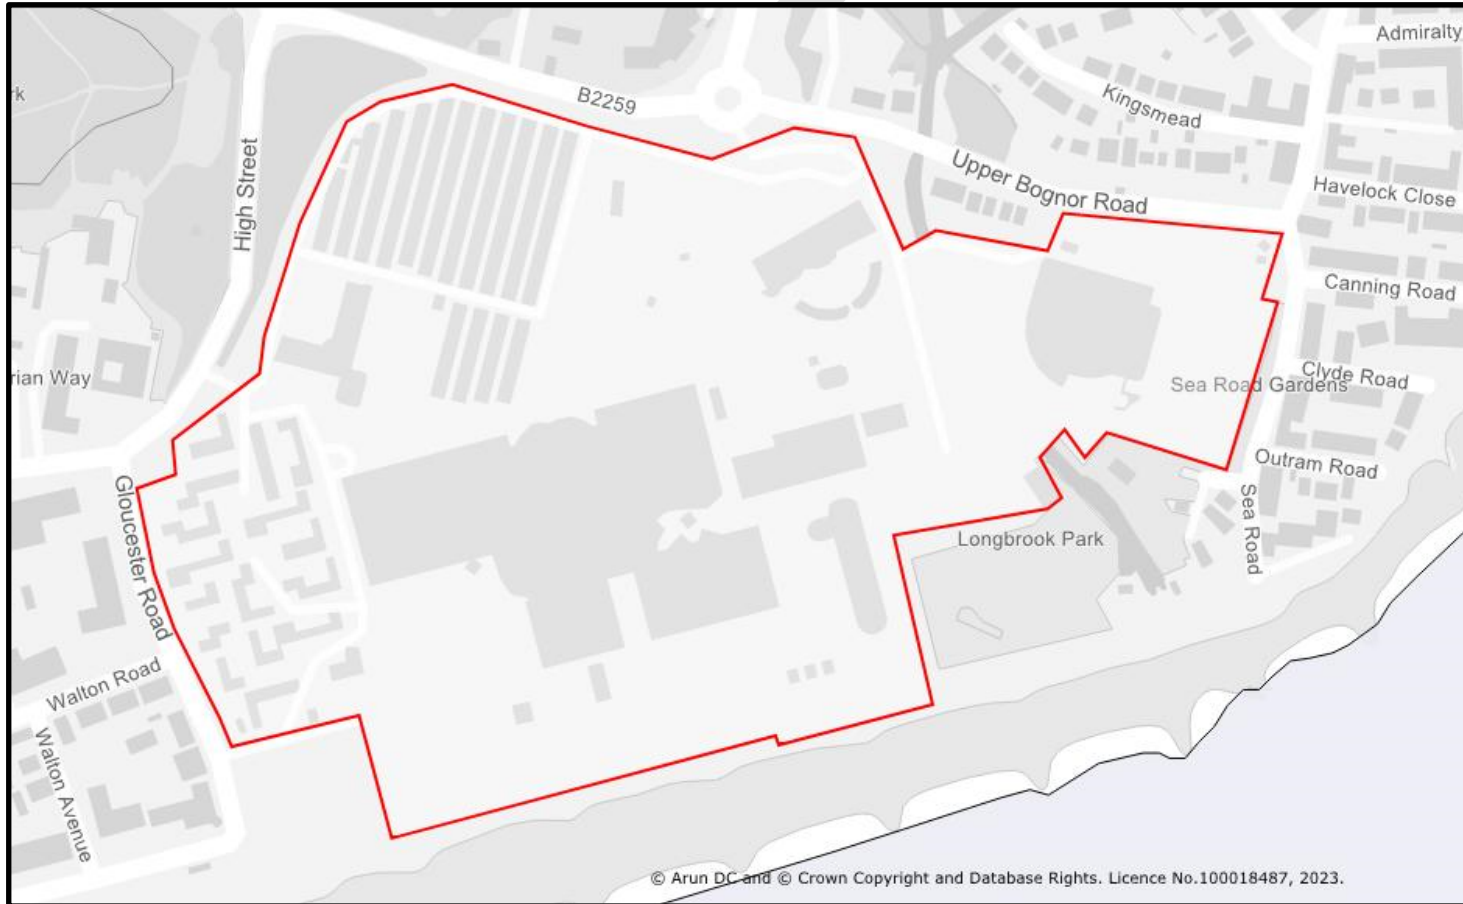 Admiralty
rk
B2259
Kingsmead
High Street
Upper Bognor Road
Havelock Close
Canning Road
rian Way
Clyde Road
Sea Road Gardens
Outram Road
Gloucester Road
Sea Road
Longbrook Park
Walton Road
Walton Avenue
© Arun DC and © Crown Copyright and Database Rights. Licence No.100018487, 2023.